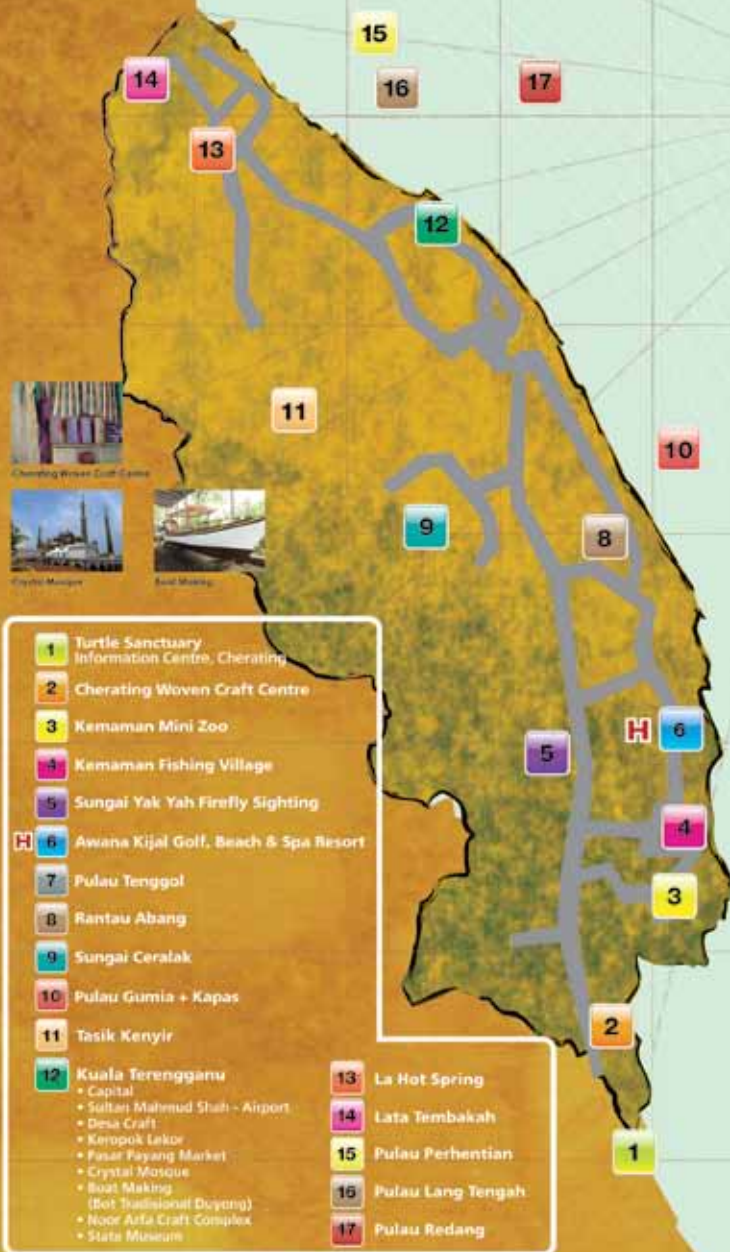 15
14
16
17
13
12
11
10
Cherating Woven Craft Centre
9
8
Crystal Mosque
Boat Making
H 6
5
4
3
2
1
1 Turtle Sanctuary
Information Centre, Cherating
2 Cherating Woven Craft Centre
3 Kemaman Mini Zoo
4 Kemaman Fishing Village
5 Sungai Yak Yah Firefly Sighting
H 6 Awana Kijal Golf, Beach & Spa Resort
7 Pulau Tenggol
8 Rantau Abang
9 Sungai Ceralak
10 Pulau Gumia + Kapas
11 Tasik Kenyir
12 Kuala Terengganu
• Capital
• Sultan Mahmud Shah - Airport
• Desa Craft
• Keropok Lekor
• Pasar Payang Market
• Crystal Mosque
• Boat Making
(Bot Tradisional Duyong)
• Noor Arfa Craft Complex
• State Museum
13 La Hot Spring
14 Lata Tembakah
15 Pulau Perhentian
16 Pulau Lang Tengah
17 Pulau Redang